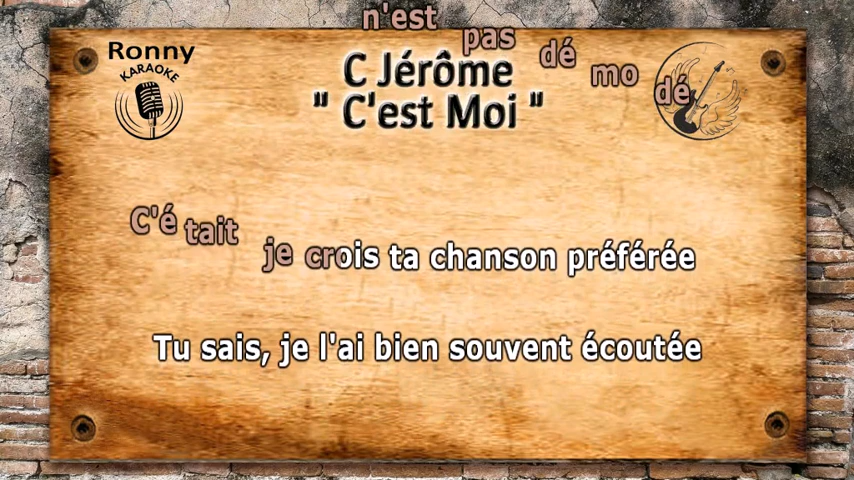 n'est pas dé mo dé
Ronny
KARAOKE
C Jérôme
" C'est Moi "
C'é tait je crois ta chanson préférée
Tu sais, je l'ai bien souvent écoutée